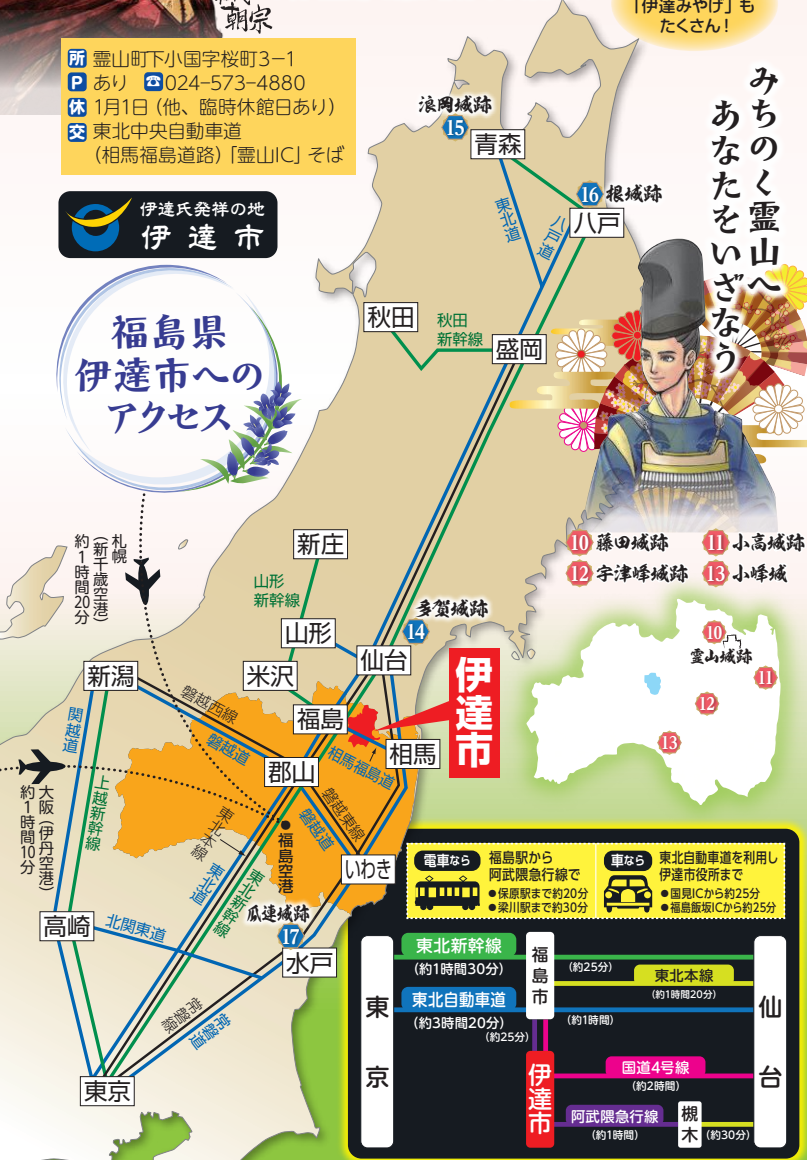 朝宗
「伊達みやげ」も
たくさん!
所 霊山町下小国字桜町3−1
P あり ☎024−573−4880
休 1月1日(他、臨時休館日あり)
交 東北中央自動車道
(相馬福島道路)「霊山IC」そば
伊達氏発祥の地
伊達市
福島県
伊達市への
アクセス
みちのく霊山へ
あなたをいざなう
浪岡城跡
15
青森
16 根城跡
八戸
東北道
八戸道
秋田
秋田
新幹線
盛岡
札幌
(新千歳空港)
約1時間20分
新庄
山形
新幹線
多賀城跡
14
山形
仙台
米沢
新潟
福島
伊達市
相馬
磐越西線
磐越道
相馬福島道
関越道
上越新幹線
郡山
大阪(伊丹空港)
約1時間10分
東北本線
磐越東線
磐越道
福島空港
いわき
東北道
東北新幹線
瓜連城跡
17
高崎
北関東道
水戸
常磐線
常磐道
東京
10 藤田城跡
11 小高城跡
12 宇津峰城跡
13 小峰城
10
霊山城跡
11
12
13
電車なら
福島駅から
阿武隈急行線で
●保原駅まで約20分
●梁川駅まで約30分
車なら
東北自動車道を利用し
伊達市役所まで
●国見ICから約25分
●福島飯坂ICから約25分
東京
東北新幹線
(約1時間30分)
福島市
(約25分)
東北本線
(約1時間20分)
東北自動車道
(約3時間20分)
(約1時間)
(約25分)
仙台
伊達市
国道4号線
(約2時間)
阿武隈急行線
(約1時間)
槻木
(約30分)